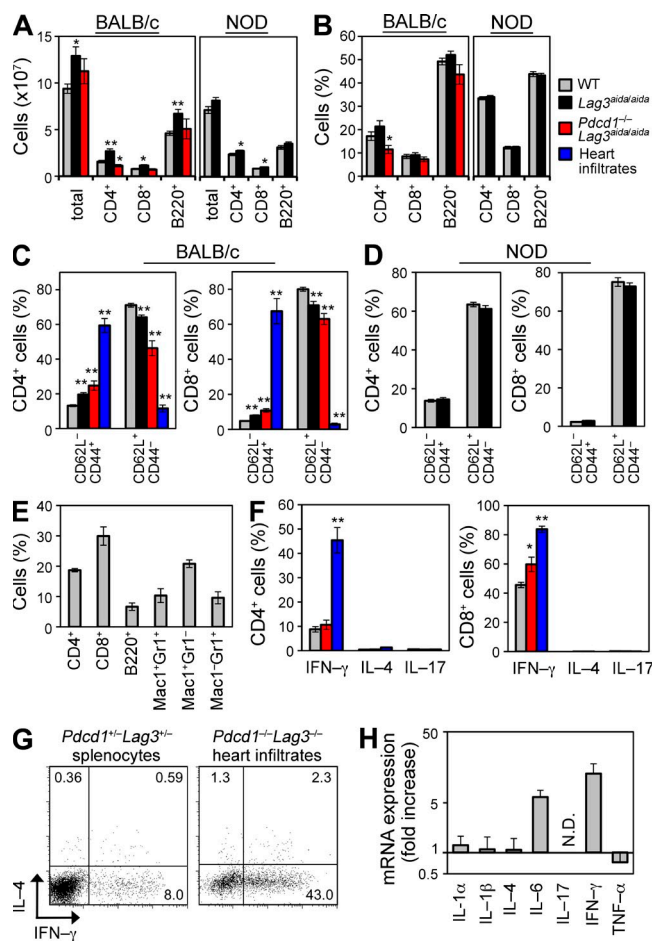 A BALB/c NOD
Cells (x10⁷)
15
10
5
0
total
CD4⁺
CD8⁺
B220⁺
total
CD4⁺
CD8⁺
B220⁺
* ** * * **
* *
B BALB/c NOD
Cells (%)
60
50
40
30
20
10
0
CD4⁺
CD8⁺
B220⁺
CD4⁺
CD8⁺
B220⁺
*
WT
Lag3^aida/aida
Pdcd1⁻/⁻
Lag3^aida/aida
Heart
infiltrates
C BALB/c
CD4⁺ cells (%)
80
60
40
20
0
CD62L⁻
CD44⁺
CD62L⁺
CD44⁻
** ** ** ** ** **
CD8⁺ cells (%)
80
60
40
20
0
CD62L⁻
CD44⁺
CD62L⁺
CD44⁻
** ** ** ** ** **
D NOD
CD4⁺ cells (%)
80
60
40
20
0
CD62L⁻
CD44⁺
CD62L⁺
CD44⁻
CD8⁺ cells (%)
80
60
40
20
0
CD62L⁻
CD44⁺
CD62L⁺
CD44⁻
E
Cells (%)
40
30
20
10
0
CD4⁺
CD8⁺
B220⁺
Mac1⁺Gr1⁺
Mac1⁺Gr1⁻
Mac1⁻Gr1⁺
F
CD4⁺ cells (%)
50
40
30
20
10
0
**
IFN–γ IL–4 IL–17
CD8⁺ cells (%)
100
80
60
40
20
0
* **
IFN–γ IL–4 IL–17
G
Pdcd1⁺/⁻Lag3⁺/⁻
splenocytes
Pdcd1⁻/⁻Lag3⁻/⁻
heart infiltrates
0.36 0.59
8.0
1.3 2.3
43.0
IL–4
IFN–γ
H
mRNA expression
(fold increase)
50
5
1
0.5
N.D.
IL–1α
IL–1β
IL–4
IL–6
IL–17
IFN–γ
TNF–α